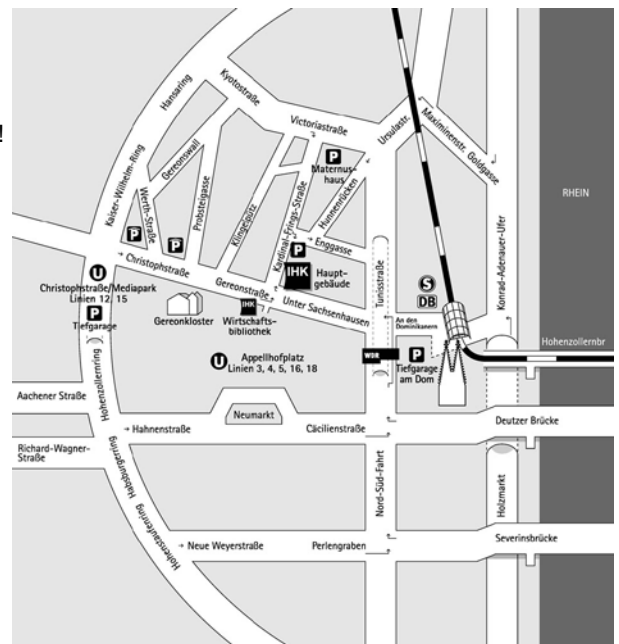 !
Kyotostraße
Hansaring
Victoriastraße
Ursulastr.
Maximinenstr.
Goldgasse
Kaiser-Wilhelm-Ring
Gereonswall
Werth-Straße
Probsteigasse
Klingelpütz
Kardinal-Frings-Straße
Hunnenrücken
P
Maternus-
haus
RHEIN
P
P
P
Enggasse
Christophstraße
IHK
Haupt-
gebäude
Tunisstraße
Konrad-Adenauer-Ufer
U
Christophstraße/Mediapark
Linien 12, 15
P
Tiefgarage
Gereonkloster
Gereonstraße
IHK
Wirtschafts-
bibliothek
Unter Sachsenhausen
S
DB
An den
Dominikanern
Hohenzollernbr
U
Appellhofplatz
Linien 3, 4, 5, 16, 18
WDR
P
Tiefgarage
am Dom
Hohenzollernring
Aachener Straße
Neumarkt
Hahnenstraße
Cäcilienstraße
Deutzer Brücke
Richard-Wagner-
Straße
Habsburgerring
Nord-Süd-Fahrt
Holzmarkt
Hohenstaufenring
Neue Weyerstraße
Perlengraben
Severinsbrücke